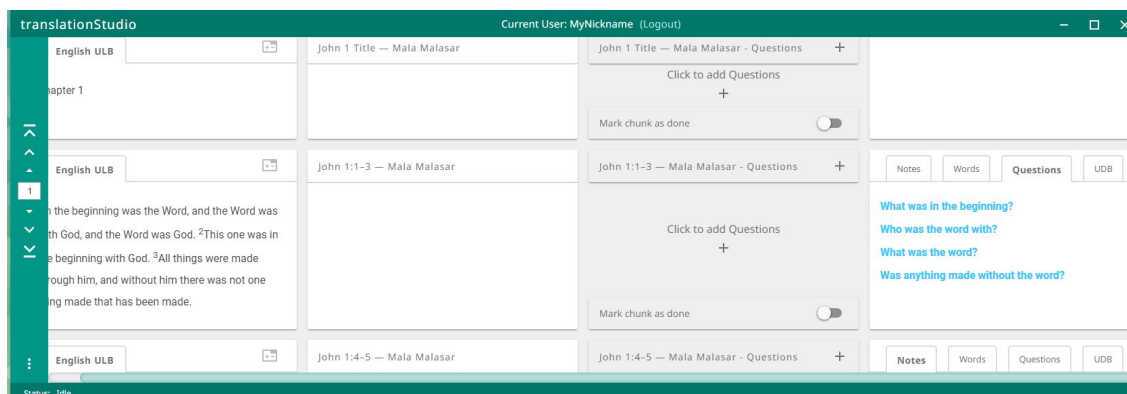 translationStudio
Current User: MyNickname (Logout)
English ULB
John 1 Title — Mala Malasar
John 1 Title — Mala Malasar - Questions +
hapter 1
Click to add Questions
+
Mark chunk as done
English ULB
John 1:1–3 — Mala Malasar
John 1:1–3 — Mala Malasar - Questions +
Notes Words Questions UDB
1
n the beginning was the Word, and the Word was
th God, and the Word was God. ²This one was in
e beginning with God. ³All things were made
rough him, and without him there was not one
ing made that has been made.
Click to add Questions
+
Mark chunk as done
What was in the beginning?
Who was the word with?
What was the word?
Was anything made without the word?
English ULB
John 1:4–5 — Mala Malasar
John 1:4–5 — Mala Malasar - Questions +
Notes Words Questions UDB
Status: Idle